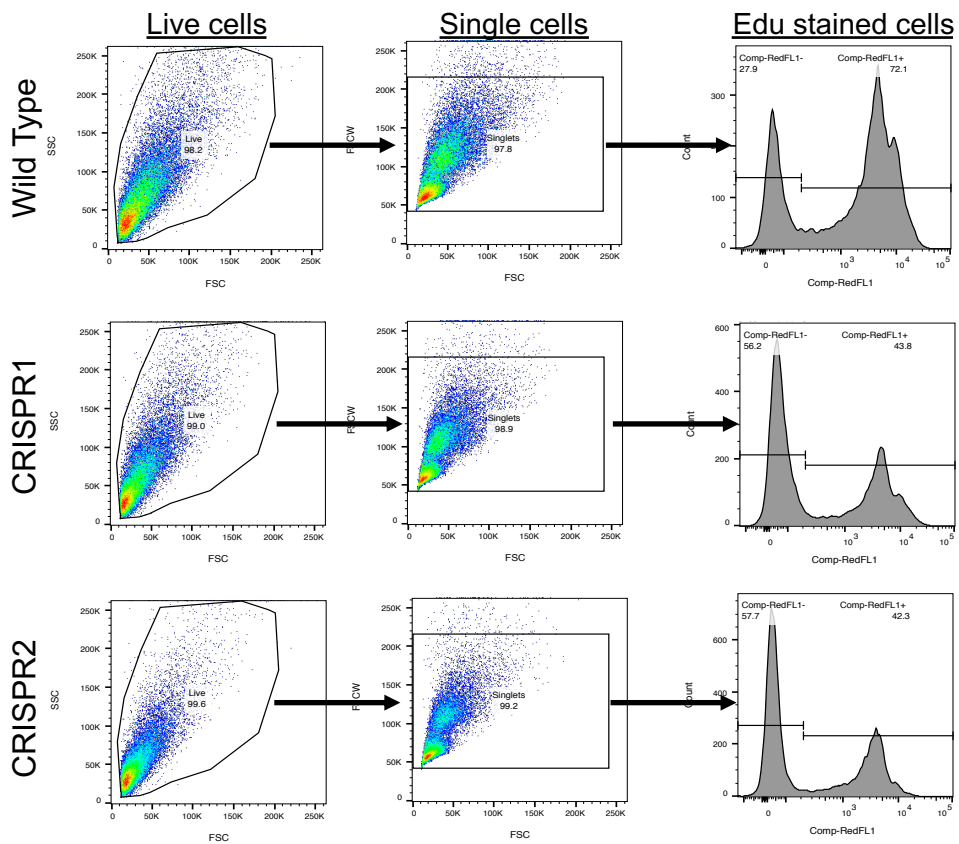 Live cells
Single cells
Edu stained cells
Wild Type
SSC
250K
200K
150K
100K
50K
0
Live
98.2
0
50K
100K
150K
200K
250K
FSC
FSCW
250K
200K
150K
100K
50K
0
Singlets
97.8
0
50K
100K
150K
200K
250K
FSC
Count
300
100
0
Comp-RedFL1-
27.9
Comp-RedFL1+
72.1
0
10^3
10^4
10^5
Comp-RedFL1
CRISPR1
SSC
250K
200K
150K
100K
50K
0
Live
99.0
0
50K
100K
150K
200K
250K
FSC
250K
200K
150K
100K
50K
0
Singlets
98.9
0
50K
100K
150K
200K
250K
FSC
Count
600
400
200
0
Comp-RedFL1-
56.2
Comp-RedFL1+
43.8
0
10^3
10^4
10^5
Comp-RedFL1
CRISPR2
SSC
250K
200K
150K
100K
50K
0
Live
99.6
0
50K
100K
150K
200K
250K
FSC
250K
200K
150K
100K
50K
0
Singlets
99.2
0
50K
100K
150K
200K
250K
FSC
Count
600
400
200
0
Comp-RedFL1-
57.7
Comp-RedFL1+
42.3
0
10^3
10^4
10^5
Comp-RedFL1